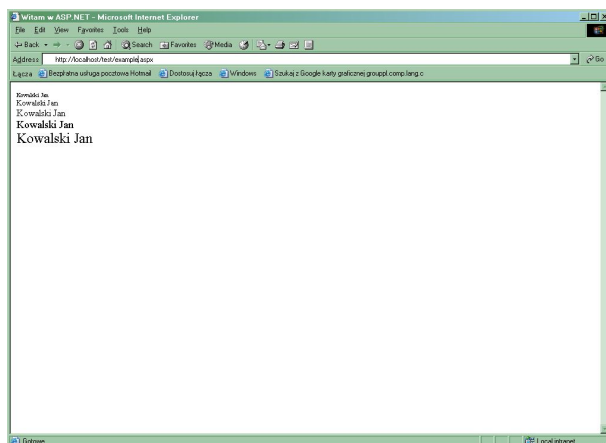 Witam w ASP.NET - Microsoft Internet Explorer
File Edit View Favorites Tools Help
Back Search Favorites Media
Address http://localhost/test/example.aspx Go
Łącza Bezpłatna usługa pocztowa Hotmail Dostosuj łącza Windows Szukaj z Google karty graficznej grouppl.comp.lang.c
Kowalski Jan
Kowalski Jan
Kowalski Jan
Kowalski Jan
Kowalski Jan
Gotowe Local intranet